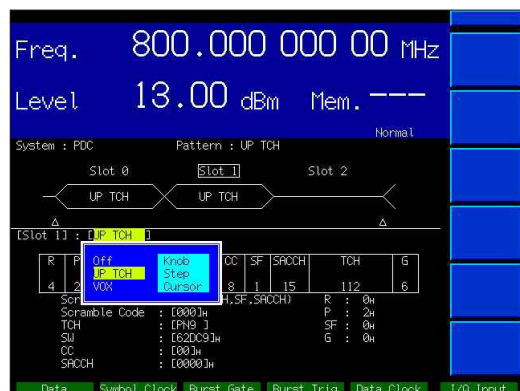 Freq. 800.000 000 00 MHz
Level 13.00 dBm Mem. ---
Normal
System : PDC Pattern : UP TCH
Slot 0 Slot 1 Slot 2
UP TCH UP TCH
[Slot 1] : [UP TCH ]
Off Knob
UP TCH Step
VOX Cursor
R P CC SF SACCH TCH G
4 2 8 1 15 112 6
H,SF,SACCH) R : 0H
Scramble Code : [000]H P : 2H
TCH : [PN9 ] SF : 0H
SW : [62DC9]H G : 0H
CC : [00]H
SACCH : [0000]H
Data Symbol Clock Burst Gate Burst Trig Data Clock I/Q Input